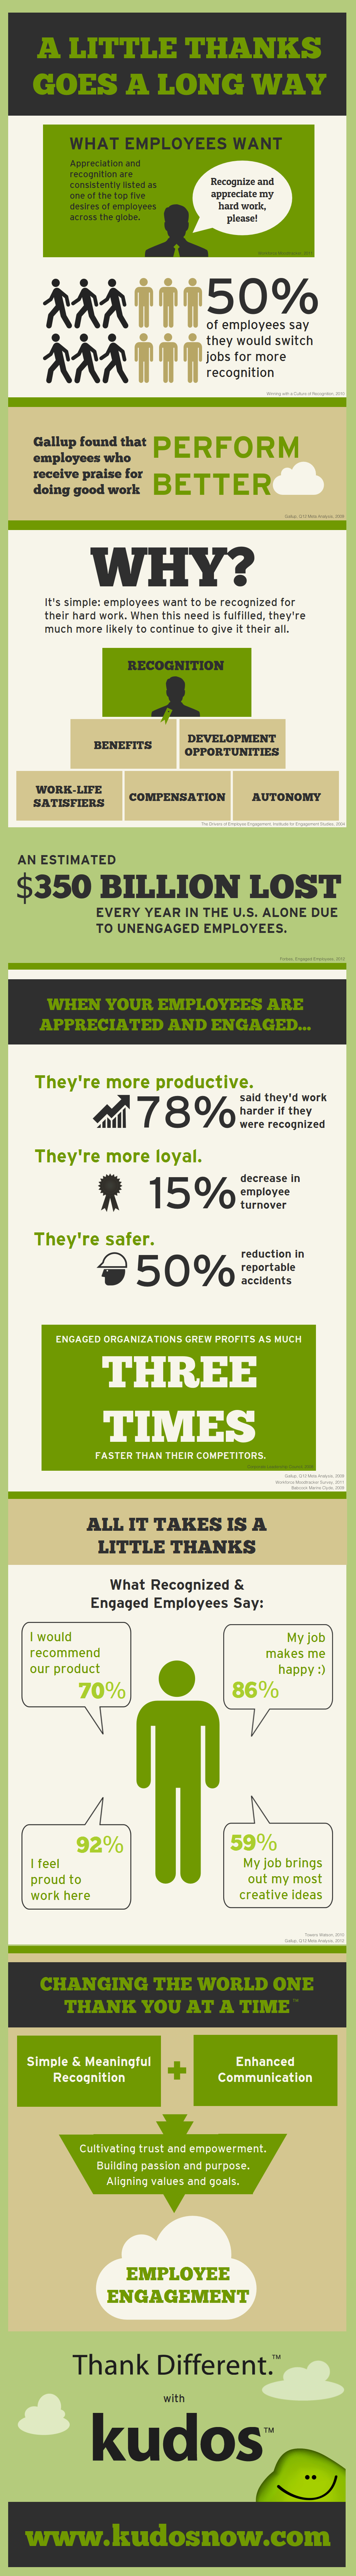 A LITTLE THANKS
GOES A LONG WAY
WHAT EMPLOYEES WANT
Appreciation and
recognition are
consistently listed as
one of the top five
desires of employees
across the globe.
Recognize and
appreciate my
hard work,
please!
50%
of employees say
they would switch
jobs for more
recognition
Winning with a Culture of Recognition, 2010
Gallup found that
employees who
receive praise for
doing good work
PERFORM
BETTER
Gallup, Q12 Meta Analysis, 2009
WHY?
It's simple: employees want to be recognized for
their hard work. When this need is fulfilled, they're
much more likely to continue to give it their all.
RECOGNITION
BENEFITS
DEVELOPMENT
OPPORTUNITIES
WORK-LIFE
SATISFIERS
COMPENSATION
AUTONOMY
The Drivers of Employee Engagement, Institute for Engagement Studies, 2004
AN ESTIMATED
$350 BILLION LOST
EVERY YEAR IN THE U.S. ALONE DUE
TO UNENGAGED EMPLOYEES.
Forbes, Engaged Employees, 2012
WHEN YOUR EMPLOYEES ARE
APPRECIATED AND ENGAGED...
They're more productive.
78%
said they'd work
harder if they
were recognized
They're more loyal.
15%
decrease in
employee
turnover
They're safer.
50%
reduction in
reportable
accidents
ENGAGED ORGANIZATIONS GREW PROFITS AS MUCH
THREE
TIMES
FASTER THAN THEIR COMPETITORS.
Gallup, Q12 Meta Analysis, 2009
Workforce Moodtracker Survey, 2011
Babcock Marine Clyde, 2008
ALL IT TAKES IS A
LITTLE THANKS
What Recognized &
Engaged Employees Say:
I would
recommend
our product
70%
My job
makes me
happy :)
86%
92%
I feel
proud to
work here
59%
My job brings
out my most
creative ideas
Towers Watson, 2010
Gallup, Q12 Meta Analysis, 2012
CHANGING THE WORLD ONE
THANK YOU AT A TIME™
Simple & Meaningful
Recognition
+
Enhanced
Communication
Cultivating trust and empowerment.
Building passion and purpose.
Aligning values and goals.
EMPLOYEE
ENGAGEMENT
Thank Different.™
with
kudos™
www.kudosnow.com